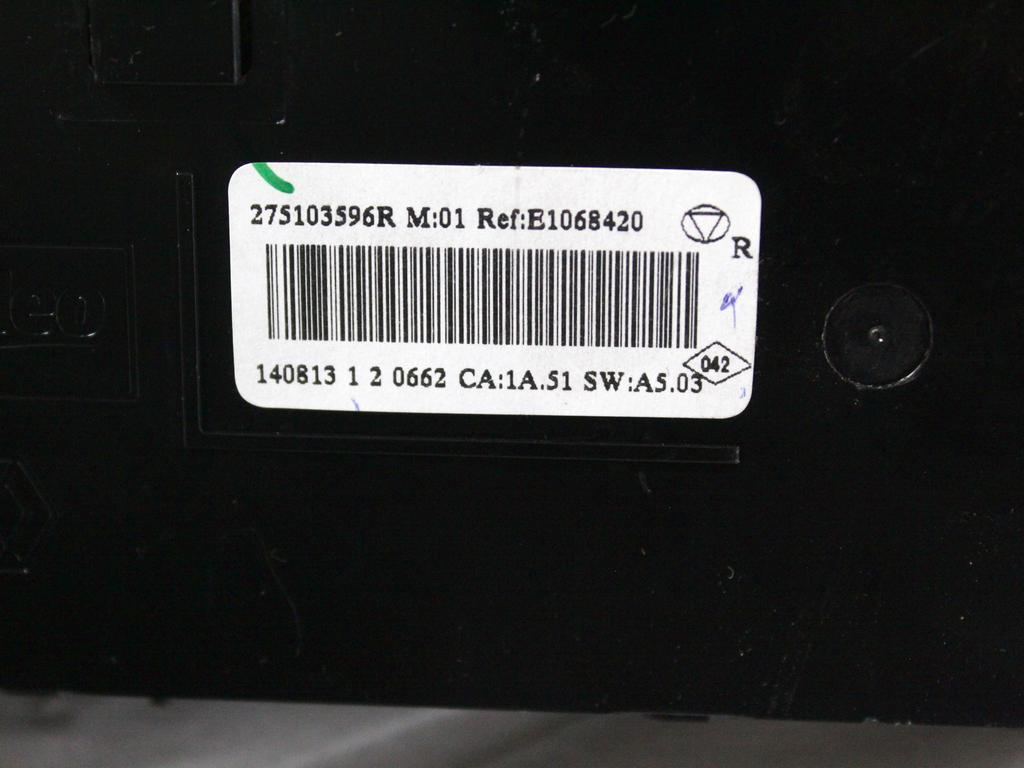 275103596R M:01 Ref:E1068420
R
042
140813 1 2 0662 CA:1A.51 SW:A5.03